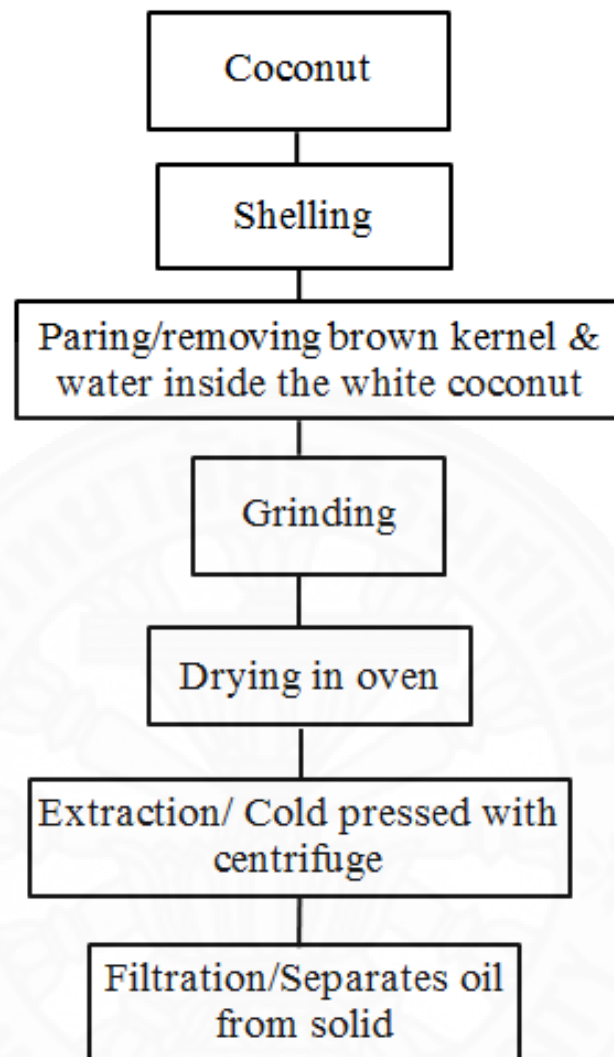 Coconut
Shelling
Paring/removing brown kernel &
water inside the white coconut
Grinding
Drying in oven
Extraction/ Cold pressed with
centrifuge
Filtration/Separates oil
from solid